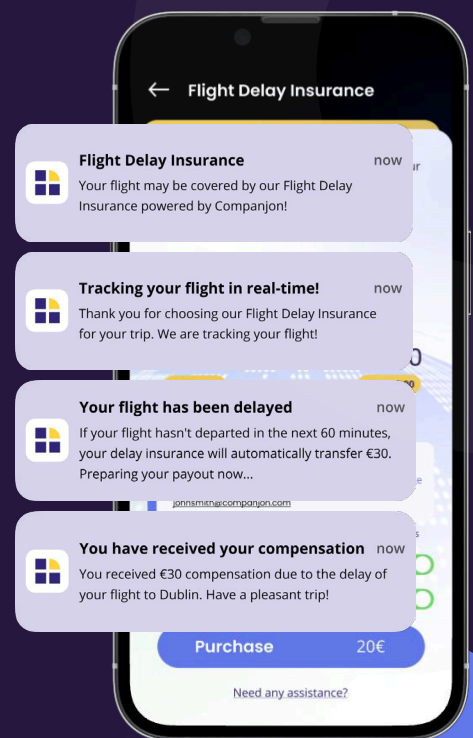 Flight Delay Insurance
Flight Delay Insurance now
Your flight may be covered by our Flight Delay
Insurance powered by Companjon!
Tracking your flight in real-time! now
Thank you for choosing our Flight Delay Insurance
for your trip. We are tracking your flight!
Your flight has been delayed now
If your flight hasn't departed in the next 60 minutes,
your delay insurance will automatically transfer €30.
Preparing your payout now...
johnsmith@companjon.com
You have received your compensation now
You received €30 compensation due to the delay of
your flight to Dublin. Have a pleasant trip!
Purchase 20€
Need any assistance?